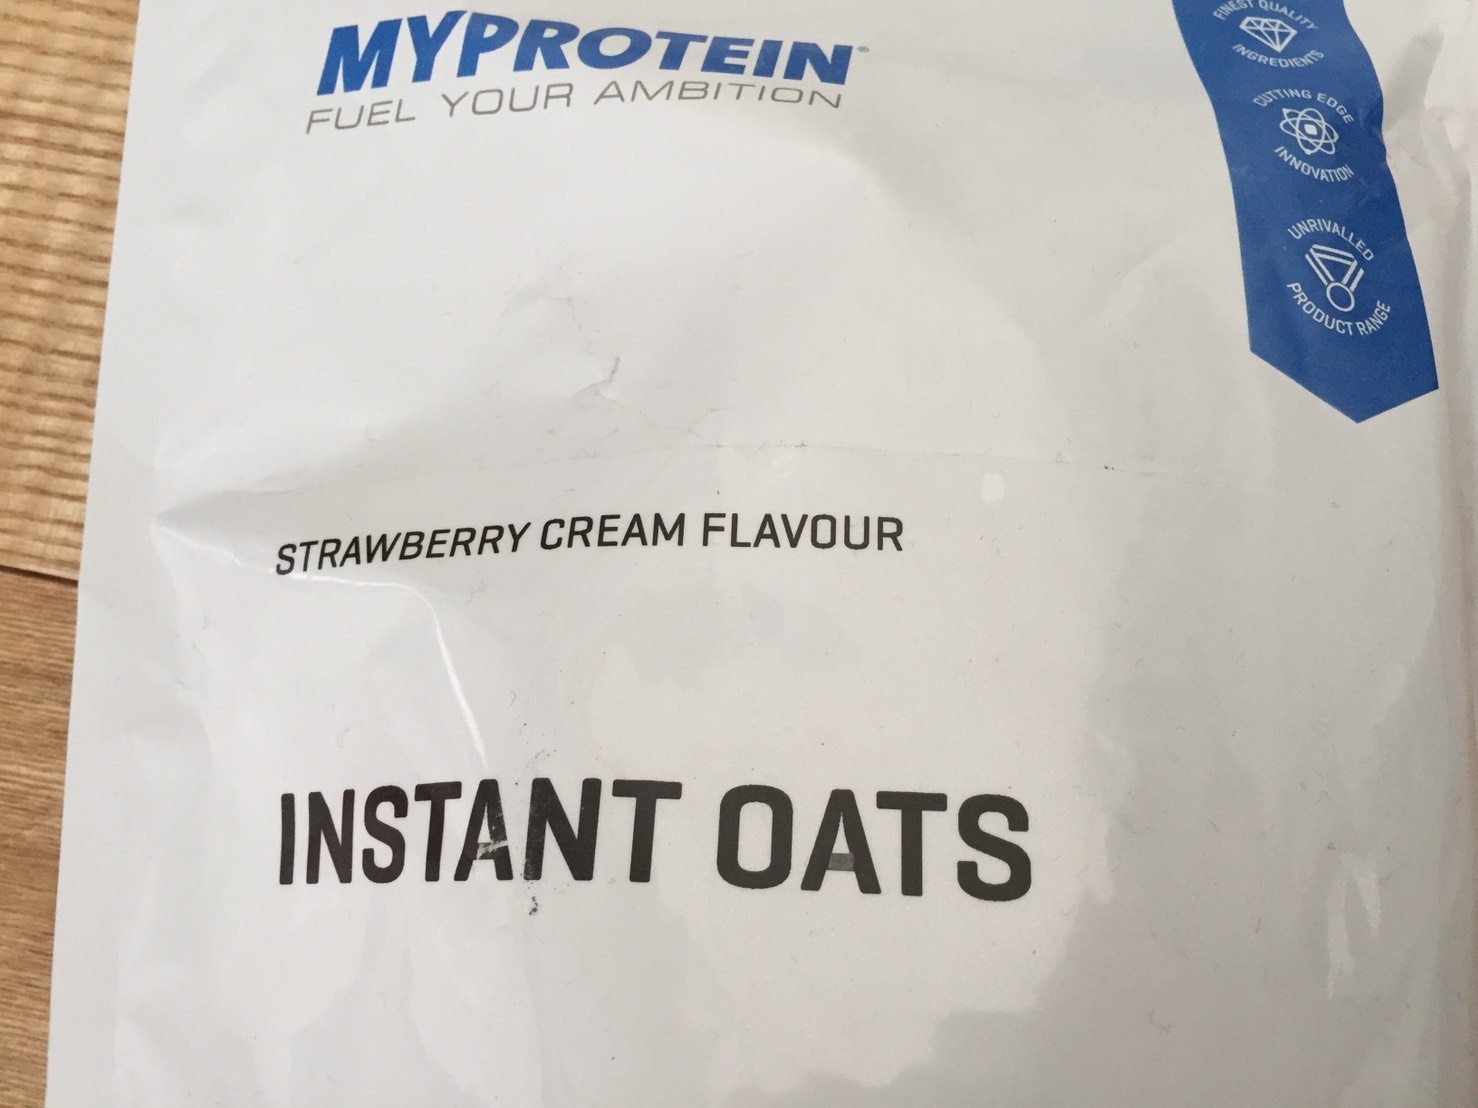 MYPROTEIN
FUEL YOUR AMBITION
FINEST QUALITY
INGREDIENTS
CUTTING EDGE
INNOVATION
UNRIVALLED
PRODUCT RANGE
STRAWBERRY CREAM FLAVOUR
INSTANT OATS